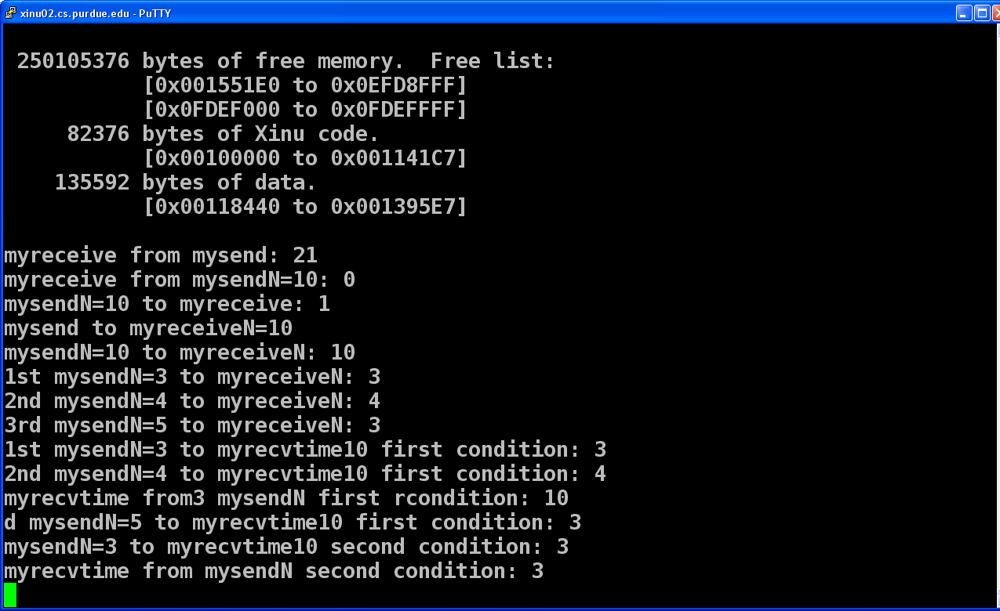 xinu02.cs.purdue.edu - PuTTY
250105376 bytes of free memory.  Free list:
[0x001551E0 to 0x0EFD8FFF]
[0x0FDEF000 to 0x0FDEFFFF]
82376 bytes of Xinu code.
[0x00100000 to 0x001141C7]
135592 bytes of data.
[0x00118440 to 0x001395E7]
myreceive from mysend: 21
myreceive from mysendN=10: 0
mysendN=10 to myreceive: 1
mysend to myreceiveN=10
mysendN=10 to myreceiveN: 10
1st mysendN=3 to myreceiveN: 3
2nd mysendN=4 to myreceiveN: 4
3rd mysendN=5 to myreceiveN: 3
1st mysendN=3 to myrecvtime10 first condition: 3
2nd mysendN=4 to myrecvtime10 first condition: 4
myrecvtime from3 mysendN first rcondition: 10
d mysendN=5 to myrecvtime10 first condition: 3
mysendN=3 to myrecvtime10 second condition: 3
myrecvtime from mysendN second condition: 3